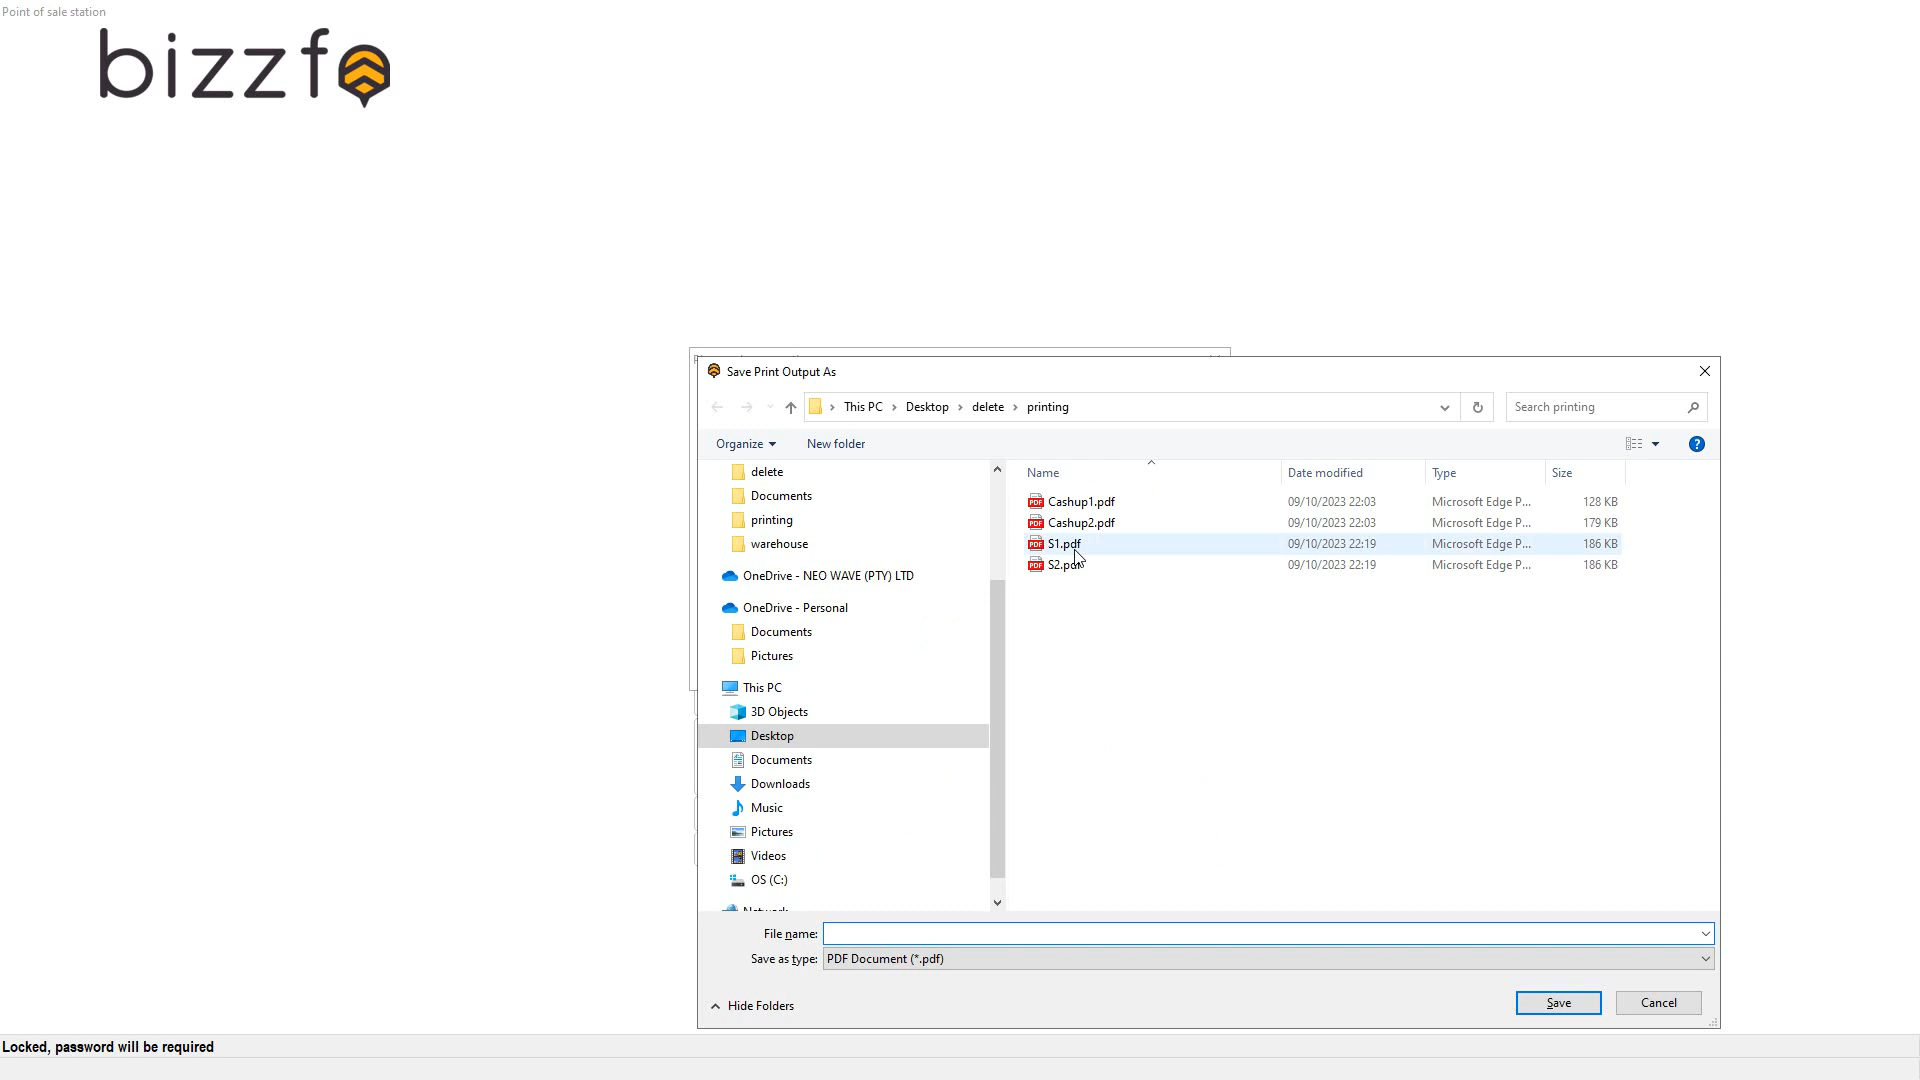 Point of sale station
bizzfo
Save Print Output As
This PC > Desktop > delete > printing
Search printing
Organize New folder
Name Date modified Type Size
delete
Documents
printing
warehouse
OneDrive - NEO WAVE (PTY) LTD
OneDrive - Personal
Documents
Pictures
This PC
3D Objects
Desktop
Documents
Downloads
Music
Pictures
Videos
OS (C:)
Network
Cashup1.pdf 09/10/2023 22:03 Microsoft Edge P... 128 KB
Cashup2.pdf 09/10/2023 22:03 Microsoft Edge P... 179 KB
S1.pdf 09/10/2023 22:19 Microsoft Edge P... 186 KB
S2.pdf 09/10/2023 22:19 Microsoft Edge P... 186 KB
File name:
Save as type: PDF Document (*.pdf)
Hide Folders
Save Cancel
Locked, password will be required